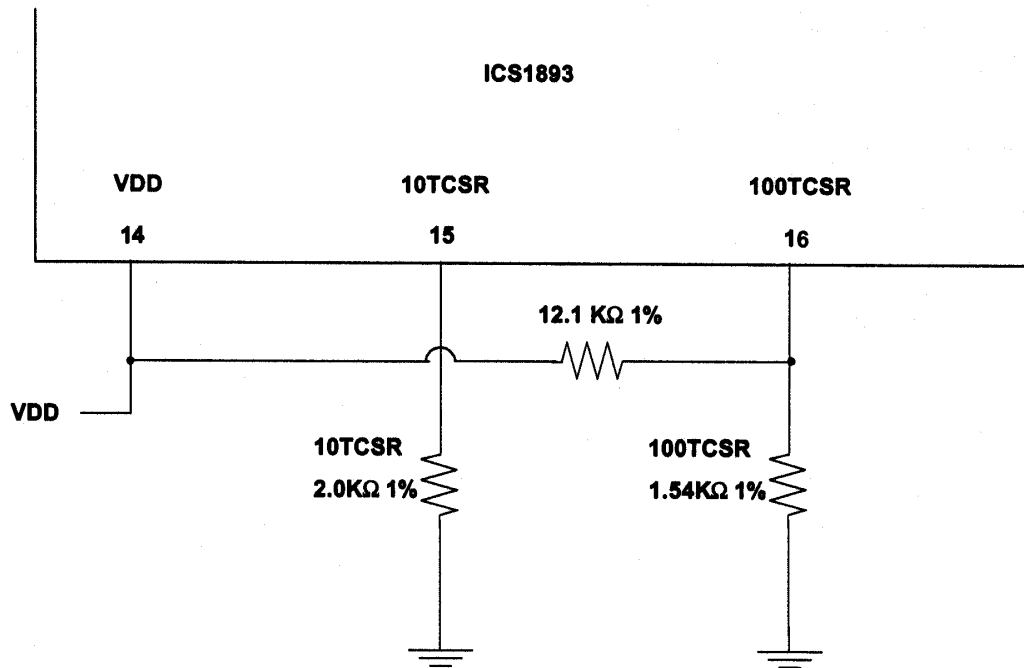 ICS1893
VDD
10TCSR
100TCSR
14
15
16
12.1 KΩ 1%
VDD
10TCSR
2.0KΩ 1%
100TCSR
1.54KΩ 1%